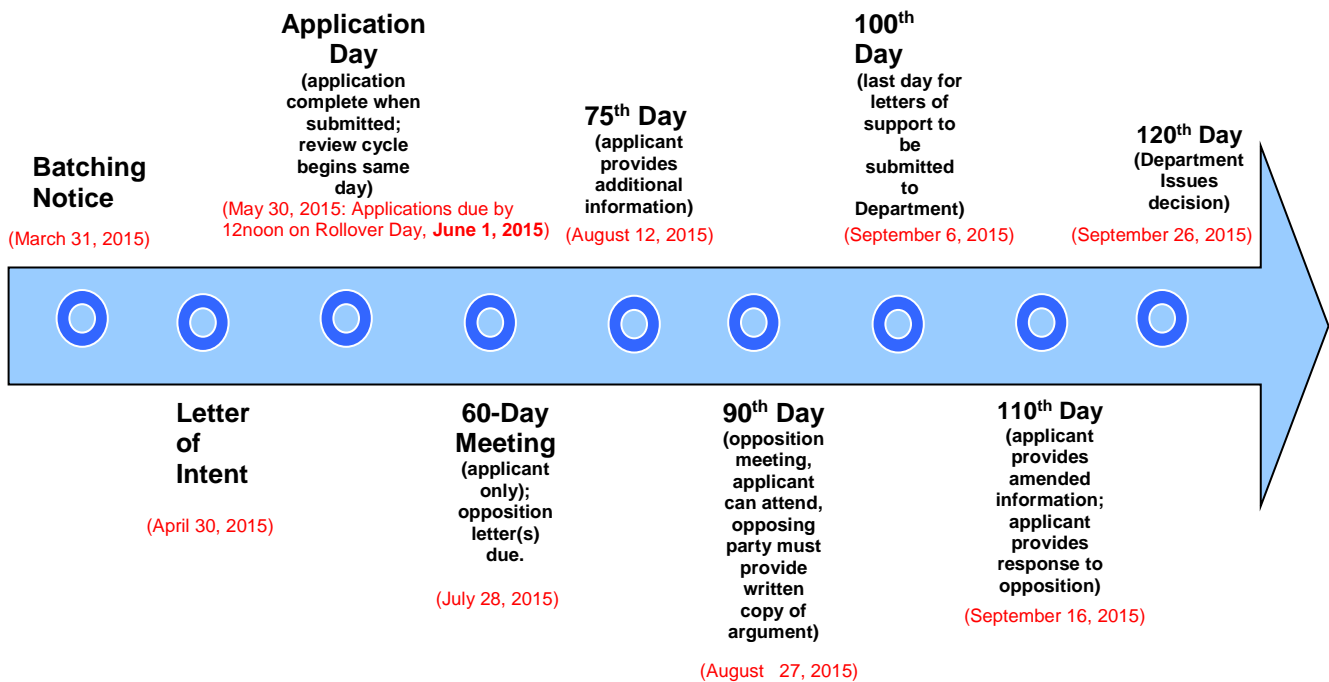 Batching
Notice
(March 31, 2015)
Letter
of
Intent
(April 30, 2015)
Application
Day
(application
complete when
submitted;
review cycle
begins same
day)
(May 30, 2015: Applications due by
12noon on Rollover Day, June 1, 2015)
60-Day
Meeting
(applicant
only);
opposition
letter(s)
due.
(July 28, 2015)
75th Day
(applicant
provides
additional
information)
(August 12, 2015)
90th Day
(opposition
meeting,
applicant
can attend,
opposing
party must
provide
written
copy of
argument)
(August 27, 2015)
100th
Day
(last day for
letters of
support to
be
submitted
to
Department)
(September 6, 2015)
110th Day
(applicant
provides
amended
information;
applicant
provides
response to
opposition)
(September 16, 2015)
120th Day
(Department
Issues
decision)
(September 26, 2015)